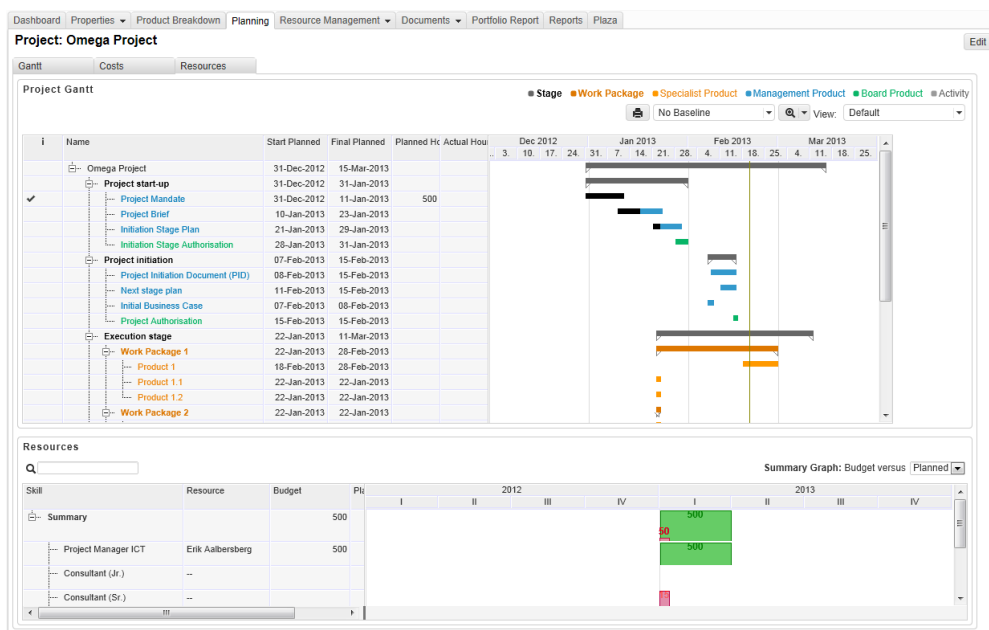 Dashboard Properties Product Breakdown Planning Resource Management Documents Portfolio Report Reports Plaza
Project: Omega Project
Edit
Gantt Costs Resources
Project Gantt
Stage Work Package Specialist Product Management Product Board Product Activity
No Baseline View: Default
i Name Start Planned Final Planned Planned Hc Actual Hour Dec 2012 Jan 2013 Feb 2013 Mar 2013
.. 3. 10. 17. 24. 31. 7. 14. 21. 28. 4. 11. 18. 25. 4. 11. 18. 25.
Omega Project 31-Dec-2012 15-Mar-2013
Project start-up 31-Dec-2012 31-Jan-2013
Project Mandate 31-Dec-2012 11-Jan-2013 500
Project Brief 10-Jan-2013 23-Jan-2013
Initiation Stage Plan 21-Jan-2013 29-Jan-2013
Initiation Stage Authorisation 28-Jan-2013 31-Jan-2013
Project initiation 07-Feb-2013 15-Feb-2013
Project Initiation Document (PID) 08-Feb-2013 15-Feb-2013
Next stage plan 11-Feb-2013 15-Feb-2013
Initial Business Case 07-Feb-2013 08-Feb-2013
Project Authorisation 15-Feb-2013 15-Feb-2013
Execution stage 22-Jan-2013 11-Mar-2013
Work Package 1 22-Jan-2013 28-Feb-2013
Product 1 18-Feb-2013 28-Feb-2013
Product 1.1 22-Jan-2013 22-Jan-2013
Product 1.2 22-Jan-2013 22-Jan-2013
Work Package 2 22-Jan-2013 22-Jan-2013
Resources
Summary Graph: Budget versus Planned
Skill Resource Budget Pla 2012 2013
I II III IV I II III IV
Summary 500 500
50
Project Manager ICT Erik Aalbersberg 500 500
Consultant (Jr.) --
Consultant (Sr.) --